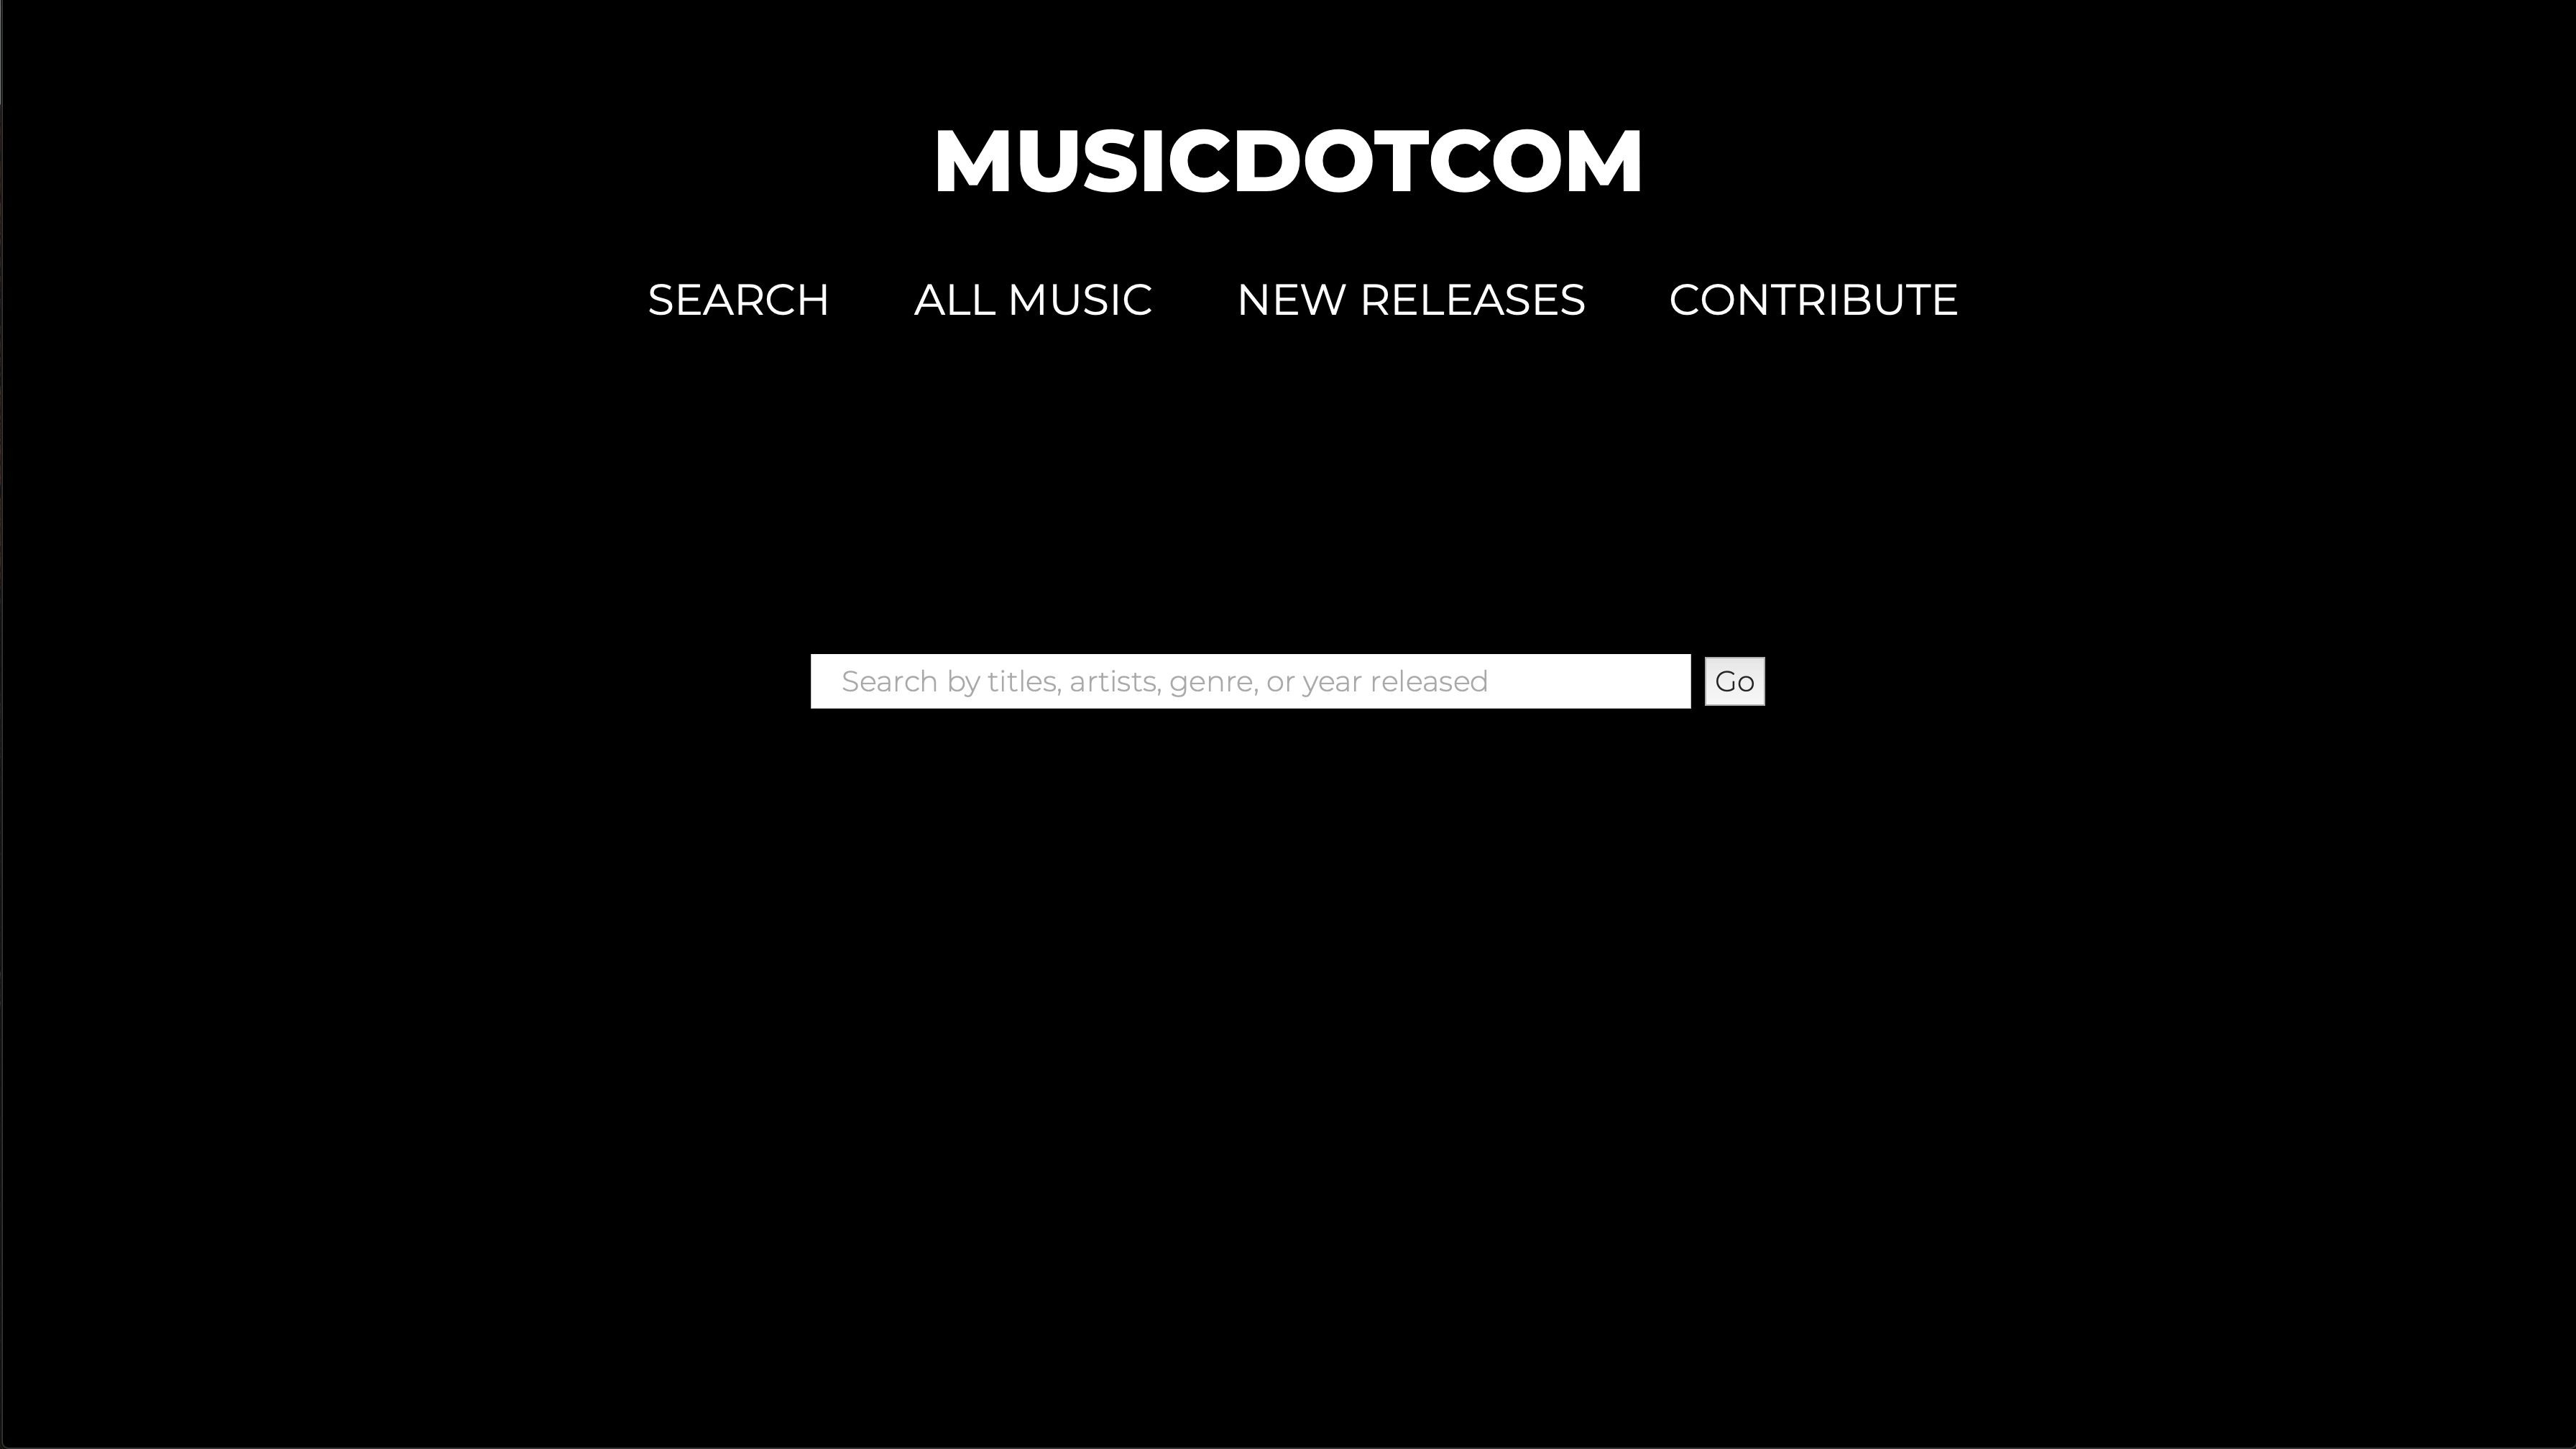 MUSICDOTCOM
SEARCH ALL MUSIC NEW RELEASES CONTRIBUTE
Search by titles, artists, genre, or year released Go